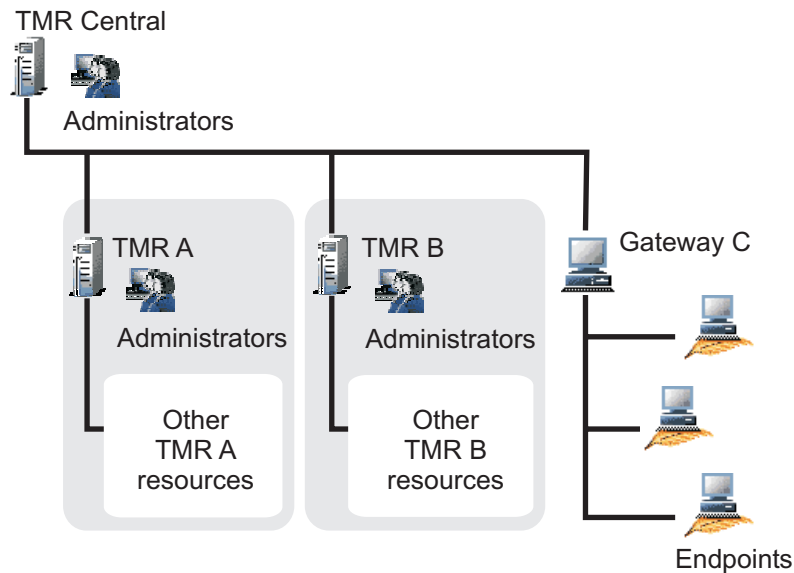 TMR Central
Administrators
TMR A
Administrators
Other
TMR A
resources
TMR B
Administrators
Other
TMR B
resources
Gateway C
Endpoints